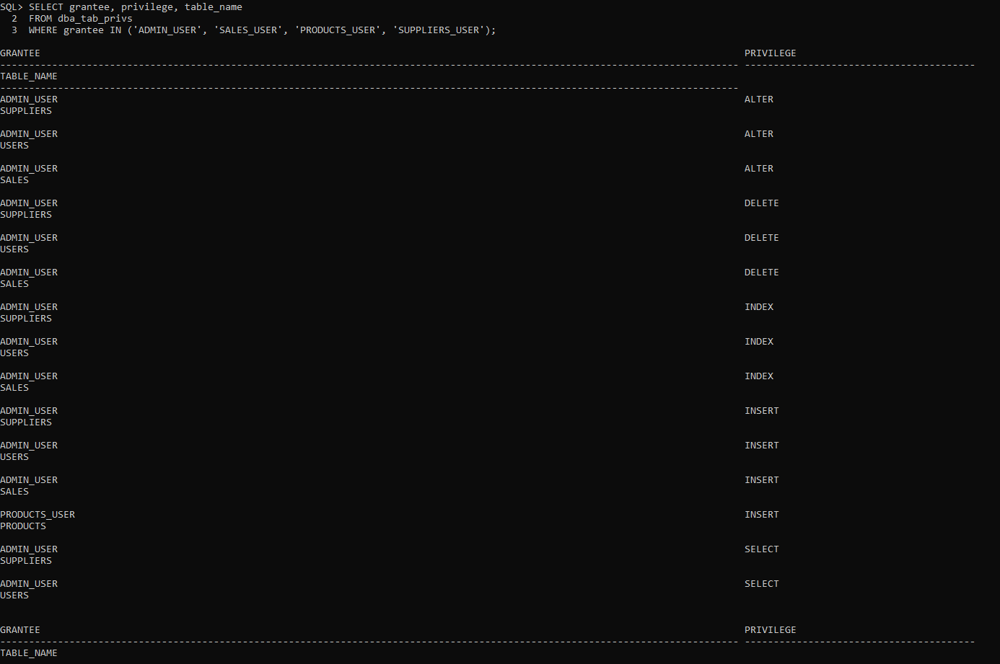 SQL> SELECT grantee, privilege, table_name
  2  FROM dba_tab_privs
  3  WHERE grantee IN ('ADMIN_USER', 'SALES_USER', 'PRODUCTS_USER', 'SUPPLIERS_USER');
GRANTEE PRIVILEGE
-------------------------------------------------------------------------------------------------------------------------------- ----------------------------------------
TABLE_NAME
--------------------------------------------------------------------------------------------------------------------------------
ADMIN_USER ALTER
SUPPLIERS
ADMIN_USER ALTER
USERS
ADMIN_USER ALTER
SALES
ADMIN_USER DELETE
SUPPLIERS
ADMIN_USER DELETE
USERS
ADMIN_USER DELETE
SALES
ADMIN_USER INDEX
SUPPLIERS
ADMIN_USER INDEX
USERS
ADMIN_USER INDEX
SALES
ADMIN_USER INSERT
SUPPLIERS
ADMIN_USER INSERT
USERS
ADMIN_USER INSERT
SALES
PRODUCTS_USER INSERT
PRODUCTS
ADMIN_USER SELECT
SUPPLIERS
ADMIN_USER SELECT
USERS
GRANTEE PRIVILEGE
-------------------------------------------------------------------------------------------------------------------------------- ----------------------------------------
TABLE_NAME